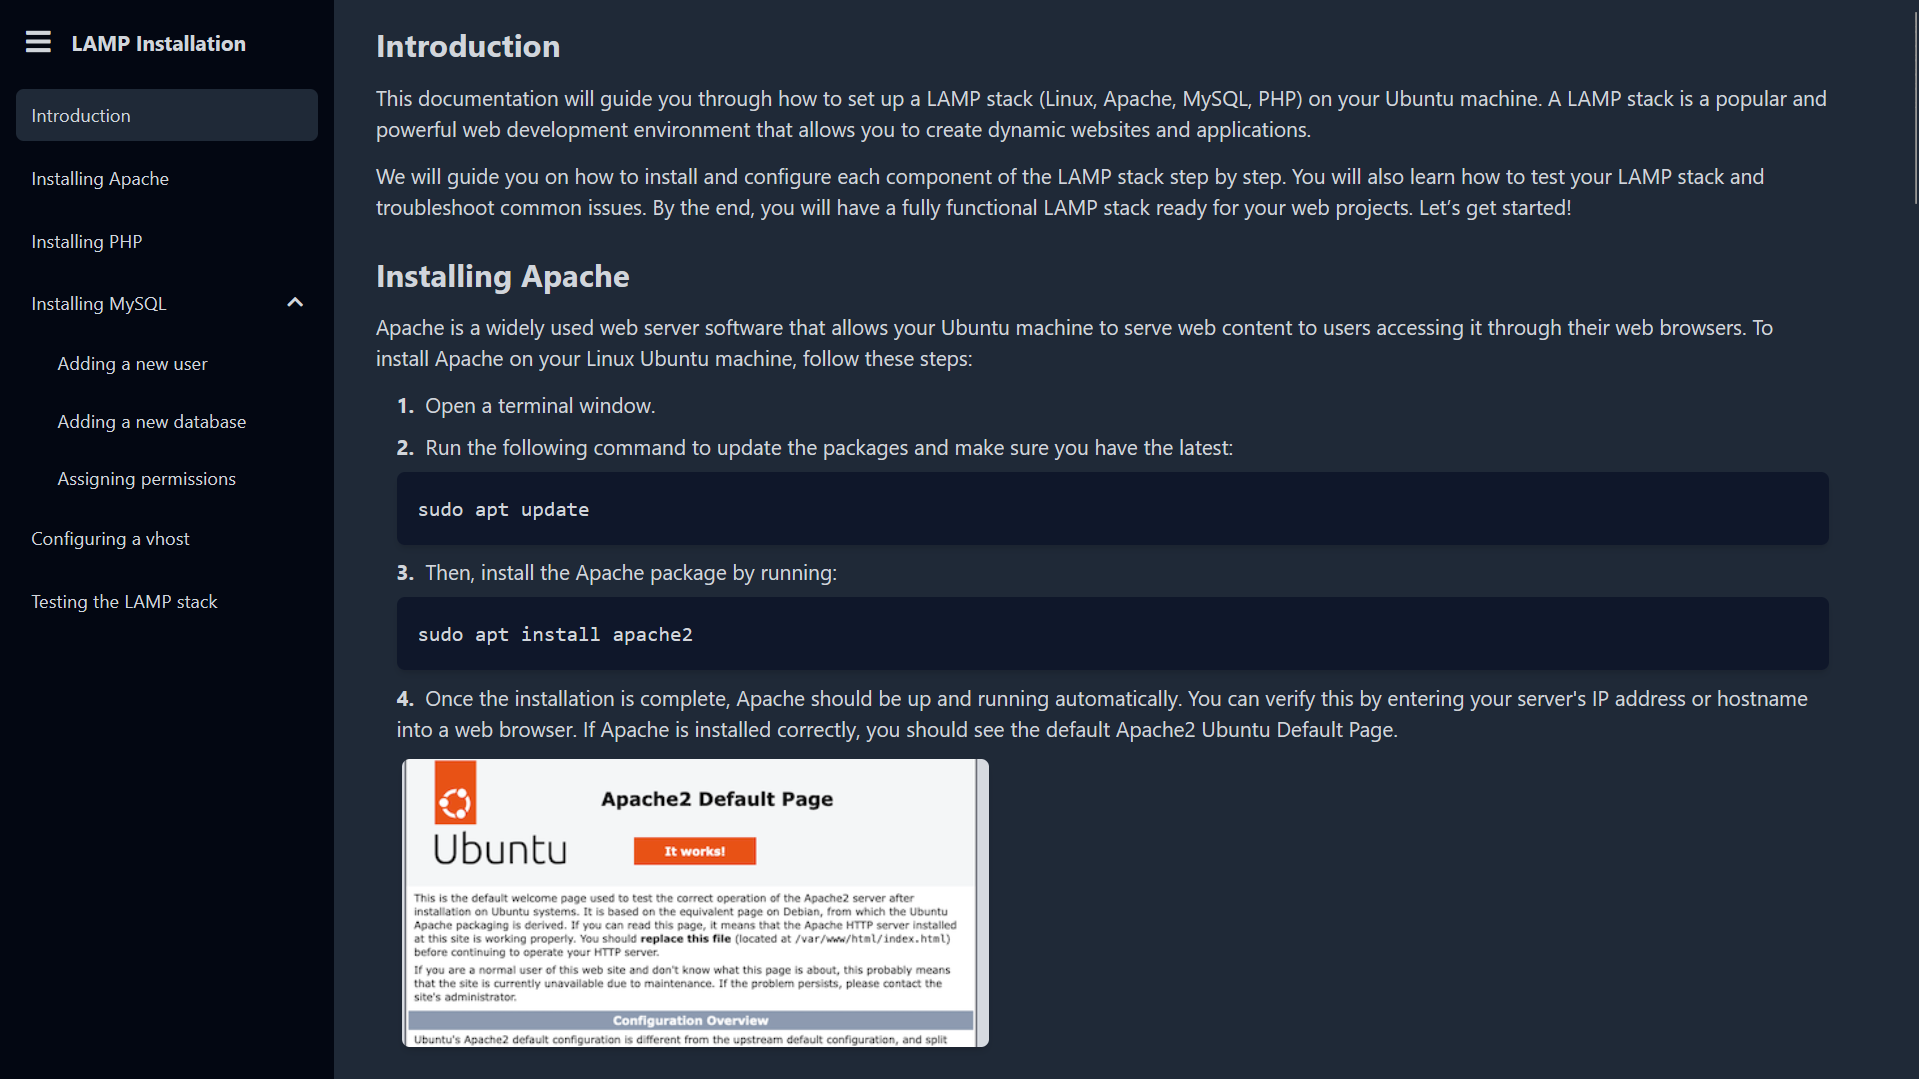 LAMP Installation
Introduction
Installing Apache
Installing PHP
Installing MySQL
Adding a new user
Adding a new database
Assigning permissions
Configuring a vhost
Testing the LAMP stack
Introduction
This documentation will guide you through how to set up a LAMP stack (Linux, Apache, MySQL, PHP) on your Ubuntu machine. A LAMP stack is a popular and
powerful web development environment that allows you to create dynamic websites and applications.
We will guide you on how to install and configure each component of the LAMP stack step by step. You will also learn how to test your LAMP stack and
troubleshoot common issues. By the end, you will have a fully functional LAMP stack ready for your web projects. Let’s get started!
Installing Apache
Apache is a widely used web server software that allows your Ubuntu machine to serve web content to users accessing it through their web browsers. To
install Apache on your Linux Ubuntu machine, follow these steps:
1. Open a terminal window.
2. Run the following command to update the packages and make sure you have the latest:
sudo apt update
3. Then, install the Apache package by running:
sudo apt install apache2
4. Once the installation is complete, Apache should be up and running automatically. You can verify this by entering your server's IP address or hostname
into a web browser. If Apache is installed correctly, you should see the default Apache2 Ubuntu Default Page.
Apache2 Default Page
Ubuntu
It works!
This is the default welcome page used to test the correct operation of the Apache2 server after
installation on Ubuntu systems. It is based on the equivalent page on Debian, from which the Ubuntu
Apache packaging is derived. If you can read this page, it means that the Apache HTTP server installed
at this site is working properly. You should replace this file (located at /var/www/html/index.html)
before continuing to operate your HTTP server.
If you are a normal user of this web site and don't know what this page is about, this probably means
that the site is currently unavailable due to maintenance. If the problem persists, please contact the
site's administrator.
Configuration Overview
Ubuntu's Apache2 default configuration is different from the upstream default configuration, and split